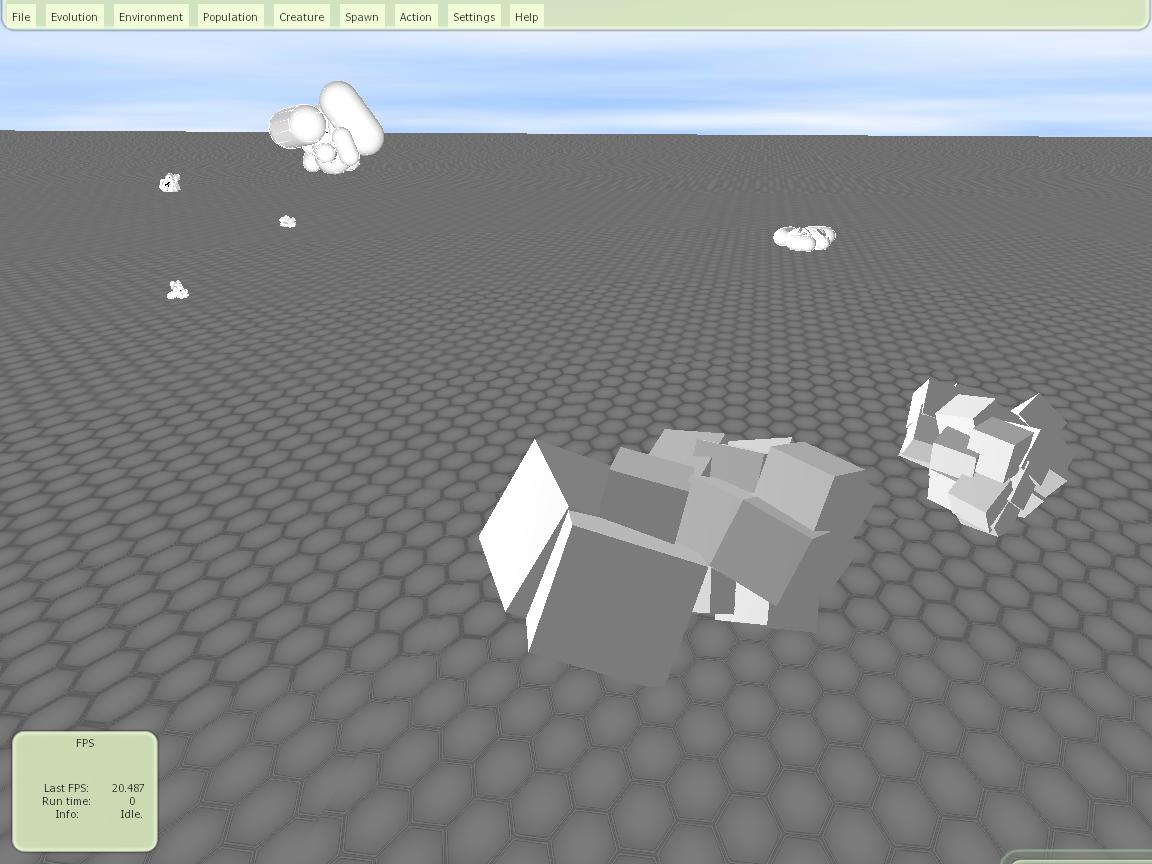 File Evolution Environment Population Creature Spawn Action Settings Help
FPS
Last FPS: 20.487
Run time: 0
Info: Idle.